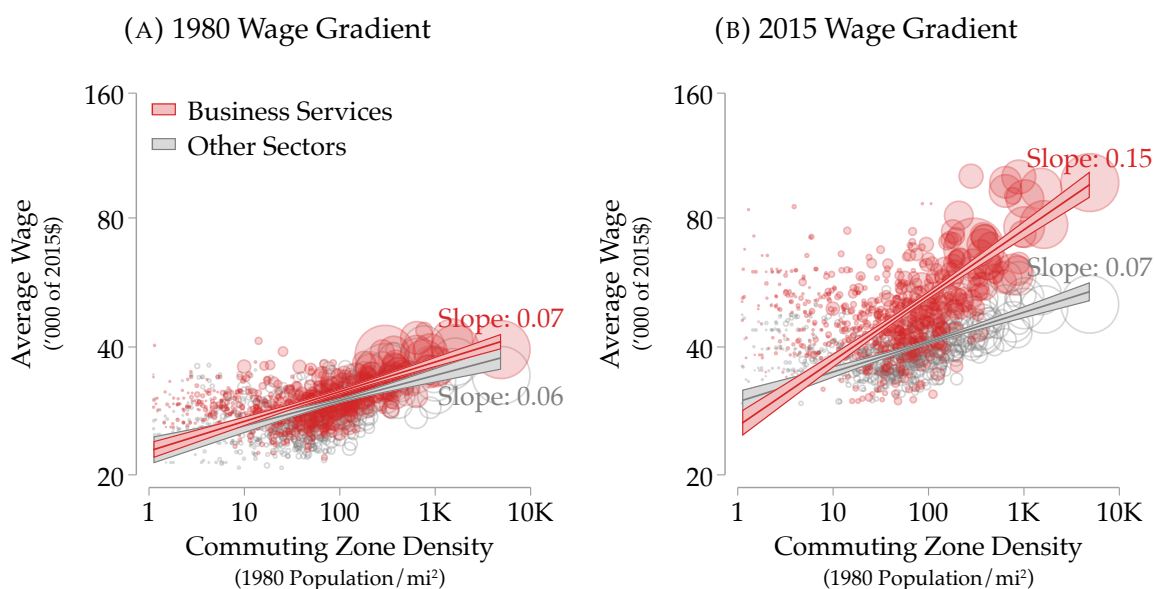 (A) 1980 Wage Gradient
160
80
40
20
Average Wage
('000 of 2015$)
Business Services
Other Sectors
Slope: 0.07
Slope: 0.06
1 10 100 1K 10K
Commuting Zone Density
(1980 Population/mi²)
(B) 2015 Wage Gradient
160
80
40
20
Average Wage
('000 of 2015$)
Slope: 0.15
Slope: 0.07
1 10 100 1K 10K
Commuting Zone Density
(1980 Population/mi²)